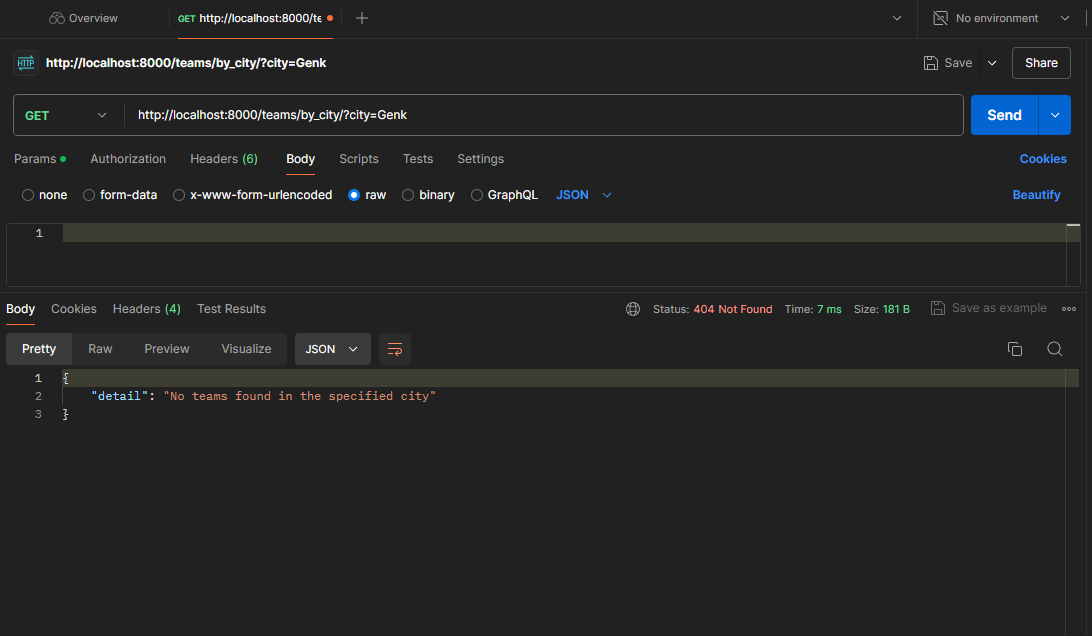 Overview GET http://localhost:8000/te No environment
HTTP http://localhost:8000/teams/by_city/?city=Genk Save Share
GET http://localhost:8000/teams/by_city/?city=Genk Send
Params Authorization Headers (6) Body Scripts Tests Settings Cookies
none form-data x-www-form-urlencoded raw binary GraphQL JSON Beautify
1
Body Cookies Headers (4) Test Results Status: 404 Not Found Time: 7 ms Size: 181 B Save as example
Pretty Raw Preview Visualize JSON
1 {
2 "detail": "No teams found in the specified city"
3 }